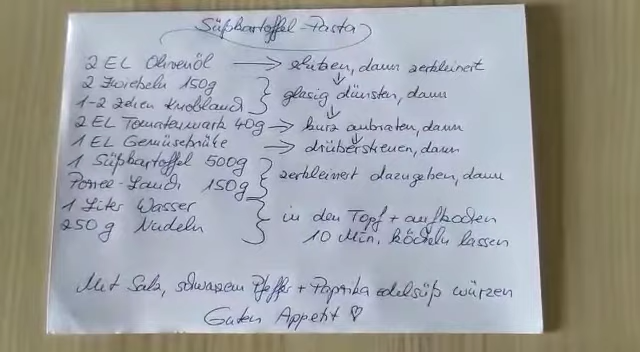 Süßkartoffel-Pasta
2 EL Olivenöl → erhitzen, dann zerkleinert
2 Zwiebeln 150g
1-2 Zehen Knoblauch } glasig dünsten, dann
2 EL Tomatenmark 40g → kurz anbraten, dann
1 EL Gemüsebrühe → drüberstreuen, dann
1 Süßkartoffel 500g
Porree-Lauch 150g } zerkleinert dazugeben, dann
1 Liter Wasser
250 g Nudeln } in den Topf + aufkochen
10 Min. köcheln lassen
Mit Salz, schwarzem Pfeffer + Paprika edelsüß würzen
Guten Appetit ♡